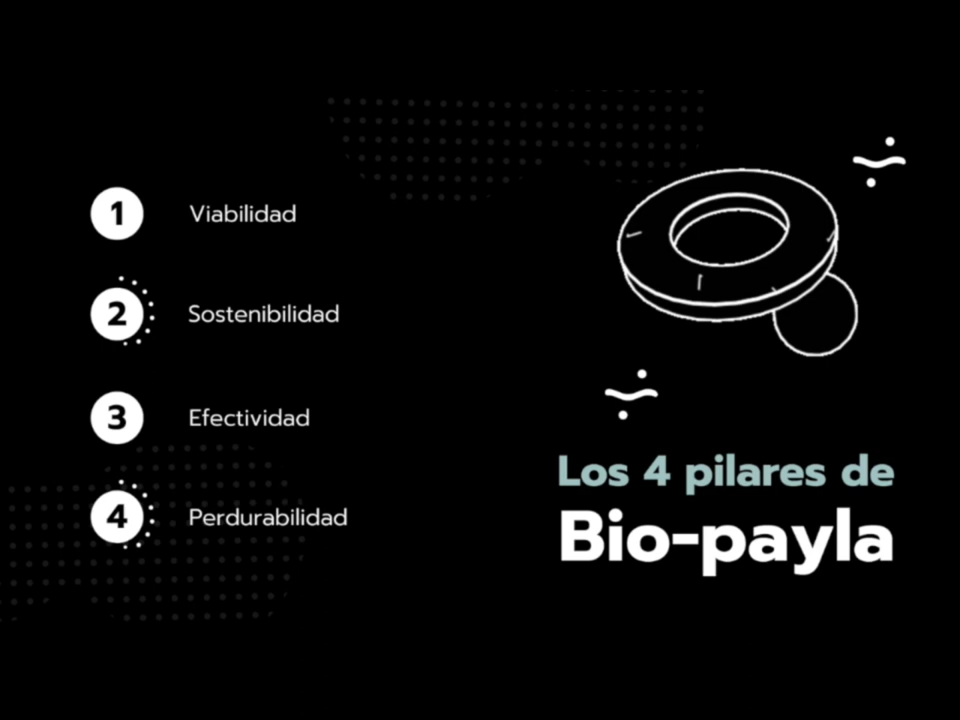 1 Viabilidad
2 Sostenibilidad
3 Efectividad
4 Perdurabilidad
Los 4 pilares de
Bio-payla